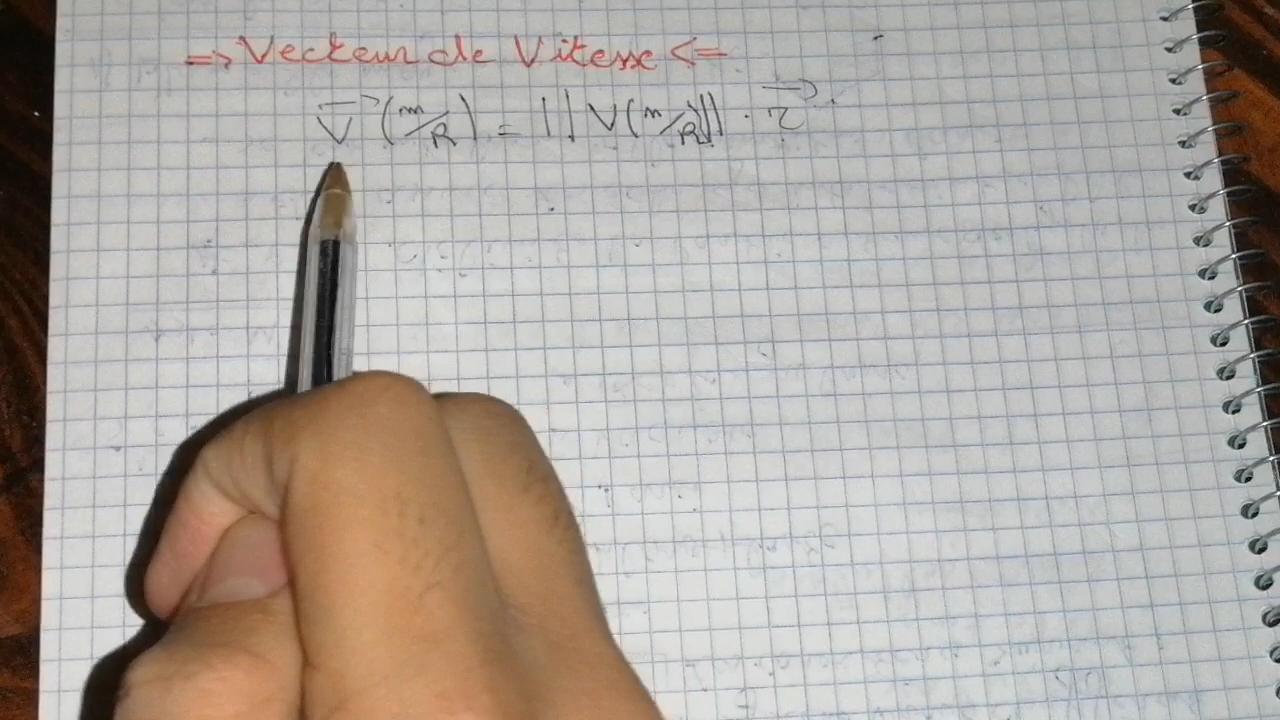 => Vecteur de Vitesse <=
V⃗ (m/R) = ||V(m/R)|| · τ⃗.